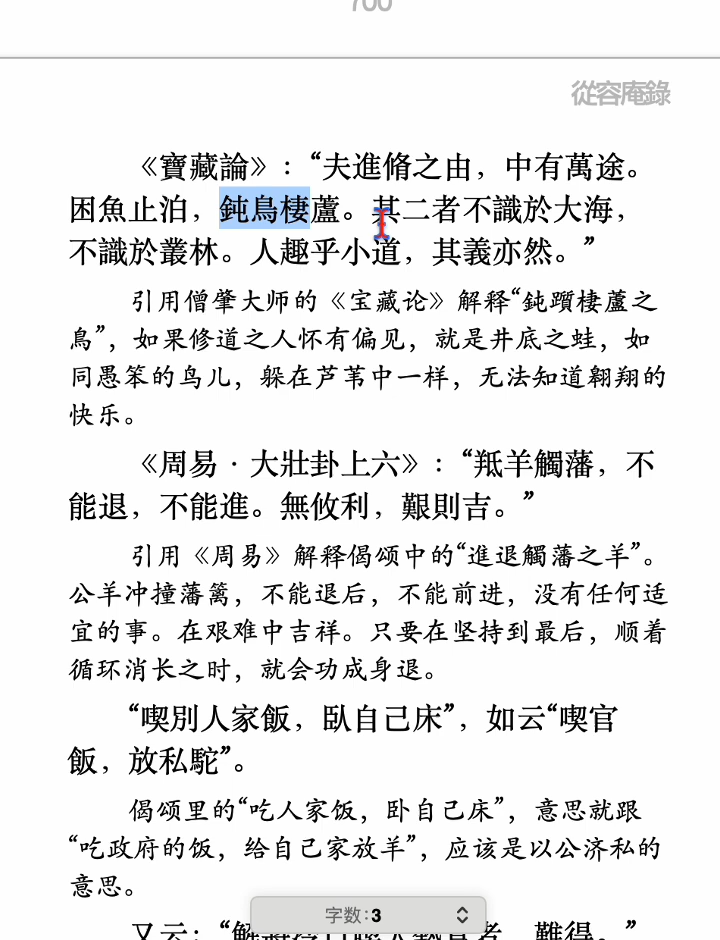 700
從容庵錄
《寶藏論》：“夫進脩之由，中有萬途。
困魚止泊，鈍鳥棲蘆。其二者不識於大海，
不識於叢林。人趣乎小道，其義亦然。”
引用僧肇大师的《宝藏论》解释“鈍躓棲蘆之
鳥”，如果修道之人怀有偏见，就是井底之蛙，如
同愚笨的鸟儿，躲在芦苇中一样，无法知道翱翔的
快乐。
《周易·大壯卦上六》：“羝羊觸藩，不
能退，不能進。無攸利，艱則吉。”
引用《周易》解释偈颂中的“進退觸藩之羊”。
公羊冲撞藩篱，不能退后，不能前进，没有任何适
宜的事。在艰难中吉祥。只要在坚持到最后，顺着
循环消长之时，就会功成身退。
“喫別人家飯，臥自己床”，如云“喫官
飯，放私駝”。
偈颂里的“吃人家饭，卧自己床”，意思就跟
“吃政府的饭，给自己家放羊”，应该是以公济私的
意思。
字数:3
又云：“解將 難得。”